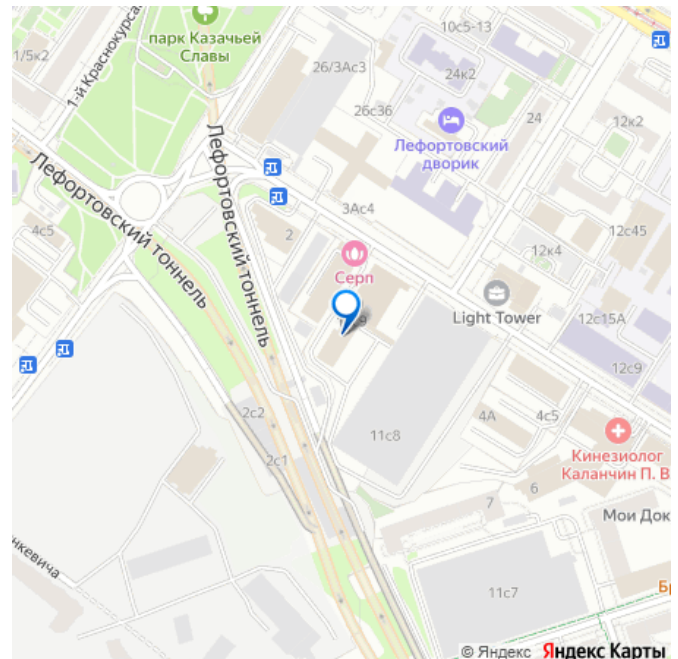 парк Казачьей
Славы
1-й Краснокурса
1/5к2
10с5-13
26/3Ас3
24к2
26с36
24
12к2
Лефортовский
дворик
Лефортовский тоннель
Лефортовский тоннель
4с5
3Ас4
2
12с45
12к4
Серп
Light Tower
12с15А
12с9
2с2
2с1
11с8
4А
4с5
Кинезиолог
Каланчин П. В
7
6
Мои Док
нкевича
11с7
Бр
© Яндекс Яндекс Карты